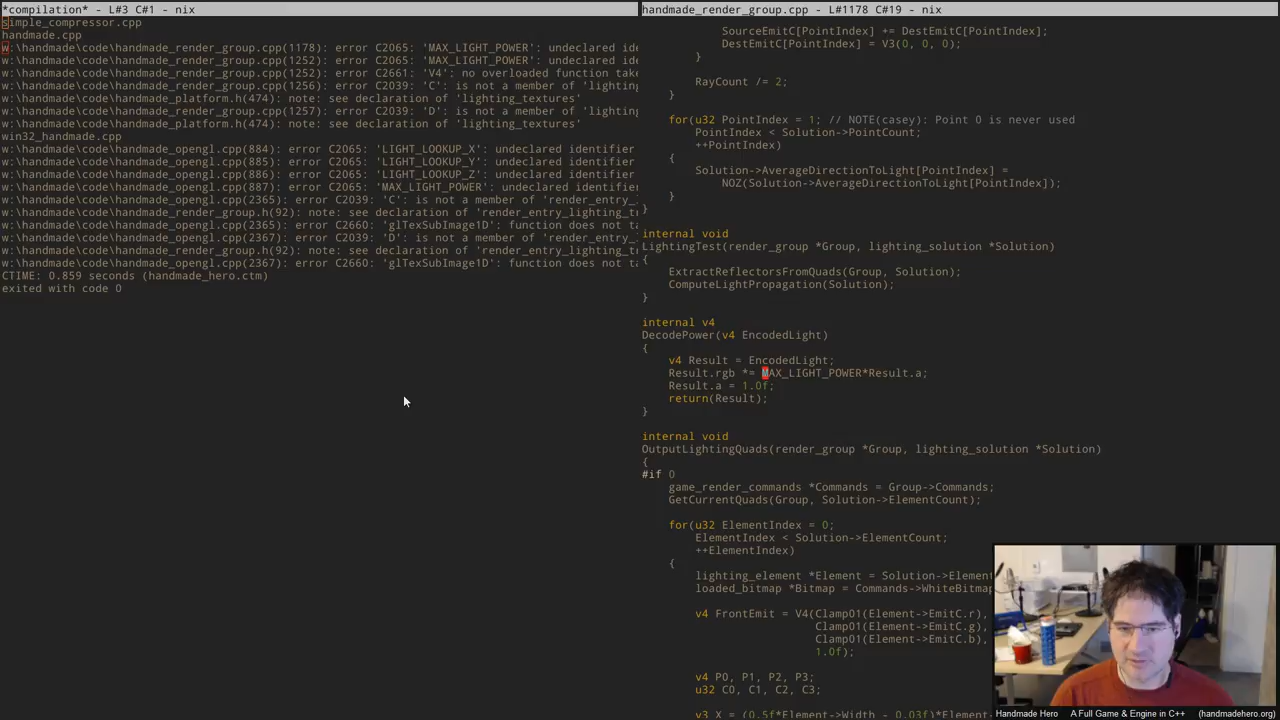 *compilation* - L#3 C#1 - nix
simple_compressor.cpp
handmade.cpp
w:\handmade\code\handmade_render_group.cpp(1178): error C2065: 'MAX_LIGHT_POWER': undeclared ide
w:\handmade\code\handmade_render_group.cpp(1252): error C2065: 'MAX_LIGHT_POWER': undeclared ide
w:\handmade\code\handmade_render_group.cpp(1252): error C2661: 'V4': no overloaded function take
w:\handmade\code\handmade_render_group.cpp(1256): error C2039: 'C': is not a member of 'lighting
w:\handmade\code\handmade_platform.h(474): note: see declaration of 'lighting_textures'
w:\handmade\code\handmade_render_group.cpp(1257): error C2039: 'D': is not a member of 'lighting
w:\handmade\code\handmade_platform.h(474): note: see declaration of 'lighting_textures'
win32_handmade.cpp
w:\handmade\code\handmade_opengl.cpp(884): error C2065: 'LIGHT_LOOKUP_X': undeclared identifier
w:\handmade\code\handmade_opengl.cpp(885): error C2065: 'LIGHT_LOOKUP_Y': undeclared identifier
w:\handmade\code\handmade_opengl.cpp(886): error C2065: 'LIGHT_LOOKUP_Z': undeclared identifier
w:\handmade\code\handmade_opengl.cpp(887): error C2065: 'MAX_LIGHT_POWER': undeclared identifier
w:\handmade\code\handmade_opengl.cpp(2365): error C2039: 'C': is not a member of 'render_entry_l
w:\handmade\code\handmade_render_group.h(92): note: see declaration of 'render_entry_lighting_t
w:\handmade\code\handmade_opengl.cpp(2365): error C2660: 'glTexSubImage1D': function does not ta
w:\handmade\code\handmade_opengl.cpp(2367): error C2039: 'D': is not a member of 'render_entry_l
w:\handmade\code\handmade_render_group.h(92): note: see declaration of 'render_entry_lighting_t
w:\handmade\code\handmade_opengl.cpp(2367): error C2660: 'glTexSubImage1D': function does not ta
CTIME: 0.859 seconds (handmade_hero.ctm)
exited with code 0
handmade_render_group.cpp - L#1178 C#19 - nix
SourceEmitC[PointIndex] += DestEmitC[PointIndex];
DestEmitC[PointIndex] = V3(0, 0, 0);
}
RayCount /= 2;
}
for(u32 PointIndex = 1; // NOTE(casey): Point 0 is never used
PointIndex < Solution->PointCount;
++PointIndex)
{
Solution->AverageDirectionToLight[PointIndex] =
NOZ(Solution->AverageDirectionToLight[PointIndex]);
}
}
internal void
LightingTest(render_group *Group, lighting_solution *Solution)
{
ExtractReflectorsFromQuads(Group, Solution);
ComputeLightPropagation(Solution);
}
internal v4
DecodePower(v4 EncodedLight)
{
v4 Result = EncodedLight;
Result.rgb *= MAX_LIGHT_POWER*Result.a;
Result.a = 1.0f;
return(Result);
}
internal void
OutputLightingQuads(render_group *Group, lighting_solution *Solution)
{
#if 0
game_render_commands *Commands = Group->Commands;
GetCurrentQuads(Group, Solution->ElementCount);
for(u32 ElementIndex = 0;
ElementIndex < Solution->ElementCount;
++ElementIndex)
{
lighting_element *Element = Solution->Element
loaded_bitmap *Bitmap = Commands->WhiteBitmap
v4 FrontEmit = V4(Clamp01(Element->EmitC.r),
Clamp01(Element->EmitC.g),
Clamp01(Element->EmitC.b),
1.0f);
v4 P0, P1, P2, P3;
u32 C0, C1, C2, C3;
v3 X = (0.5f*Element->Width - 0.03f)*Element
Handmade Hero A Full Game & Engine in C++ (handmadehero.org)